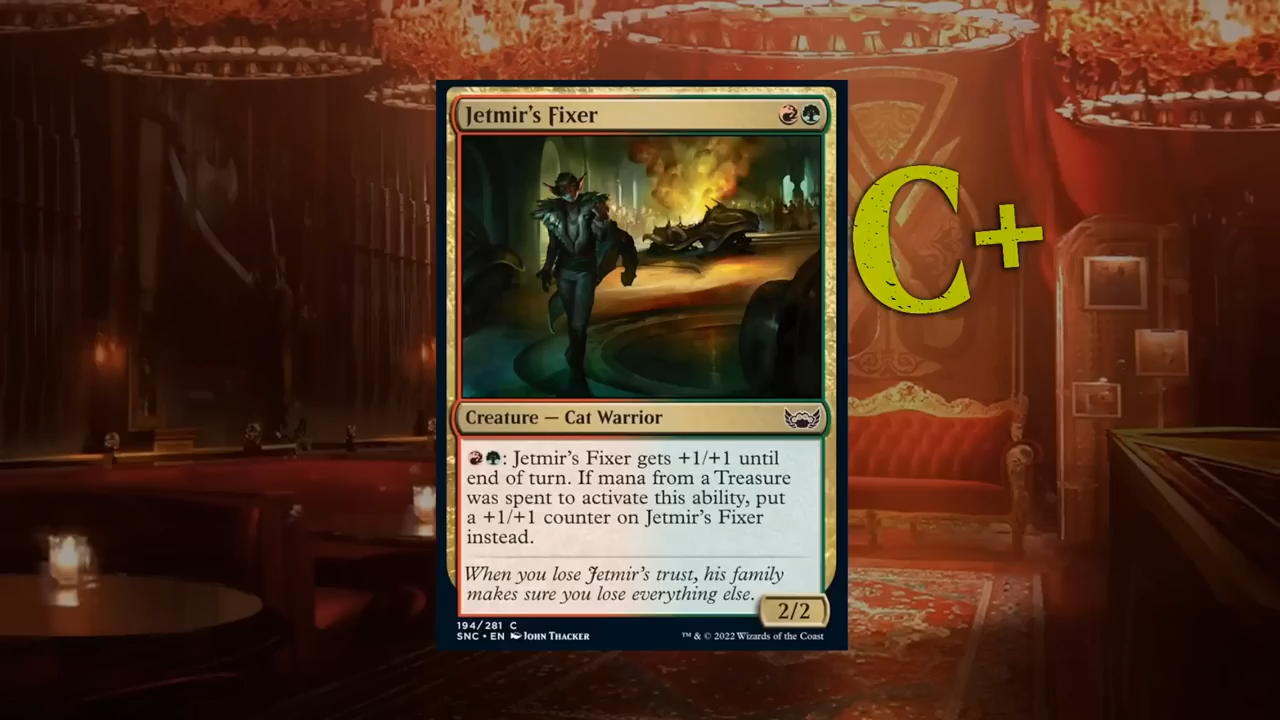 Jetmir's Fixer
C+
Creature — Cat Warrior
: Jetmir's Fixer gets +1/+1 until
end of turn. If mana from a Treasure
was spent to activate this ability, put
a +1/+1 counter on Jetmir's Fixer
instead.
When you lose Jetmir's trust, his family
makes sure you lose everything else.
2/2
194/281 C
SNC • EN John Thacker
™ & © 2022 Wizards of the Coast